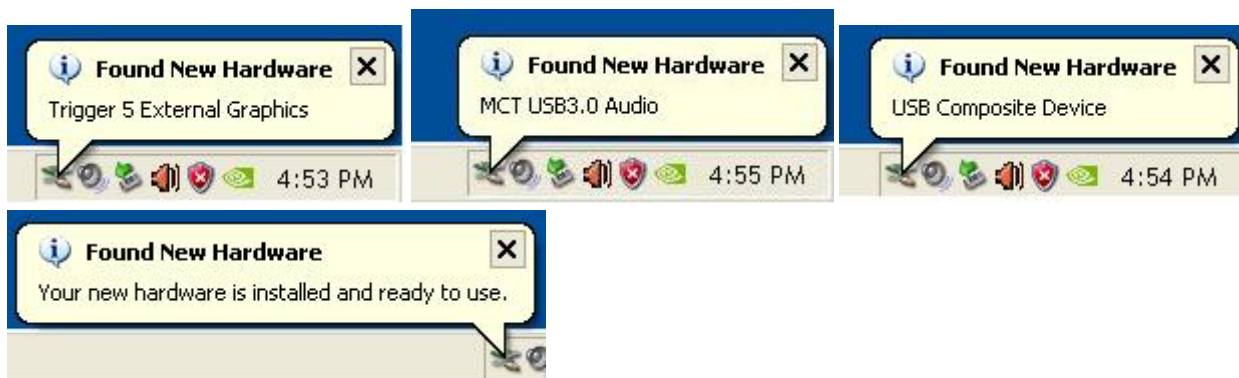 Found New Hardware
Trigger 5 External Graphics
4:53 PM
Found New Hardware
MCT USB3.0 Audio
4:55 PM
Found New Hardware
USB Composite Device
4:54 PM
Found New Hardware
Your new hardware is installed and ready to use.